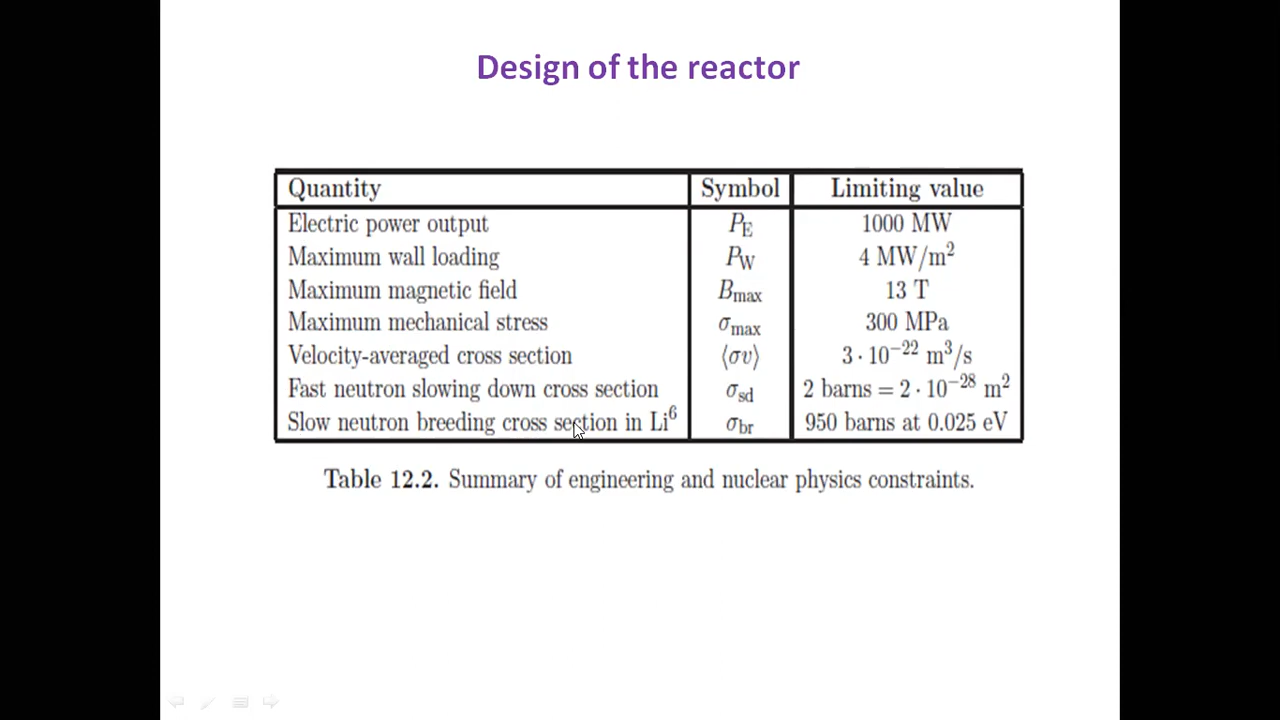 Design of the reactor
Quantity Symbol Limiting value
Electric power output P_E 1000 MW
Maximum wall loading P_W 4 MW/m²
Maximum magnetic field B_max 13 T
Maximum mechanical stress σ_max 300 MPa
Velocity-averaged cross section ⟨σv⟩ 3 · 10⁻²² m³/s
Fast neutron slowing down cross section σ_sd 2 barns = 2 · 10⁻²⁸ m²
Slow neutron breeding cross section in Li⁶ σ_br 950 barns at 0.025 eV
Table 12.2. Summary of engineering and nuclear physics constraints.